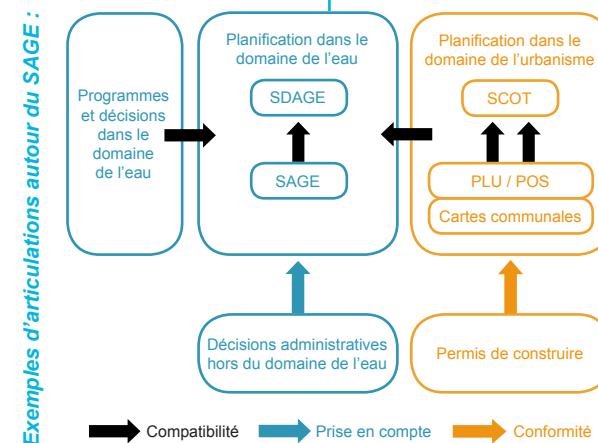 Exemples d'articulations autour du SAGE :
Programmes
et décisions
dans le
domaine
de l'eau
Planification dans le
domaine de l'eau
SDAGE
SAGE
Planification dans le
domaine de l'urbanisme
SCOT
PLU / POS
Cartes communales
Décisions administratives
hors du domaine de l'eau
Permis de construire
Compatibilité
Prise en compte
Conformité